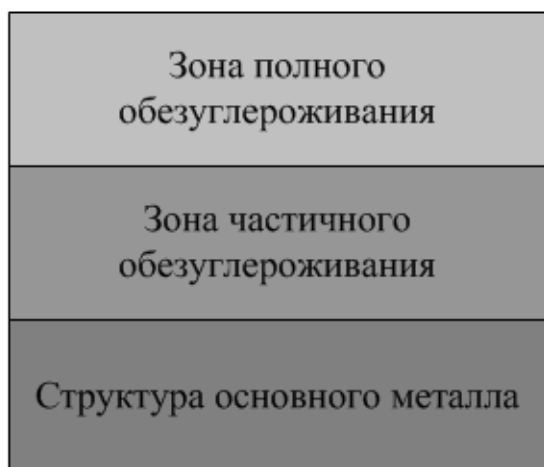 Зона полного
обезуглероживания
Зона частичного
обезуглероживания
Структура основного металла